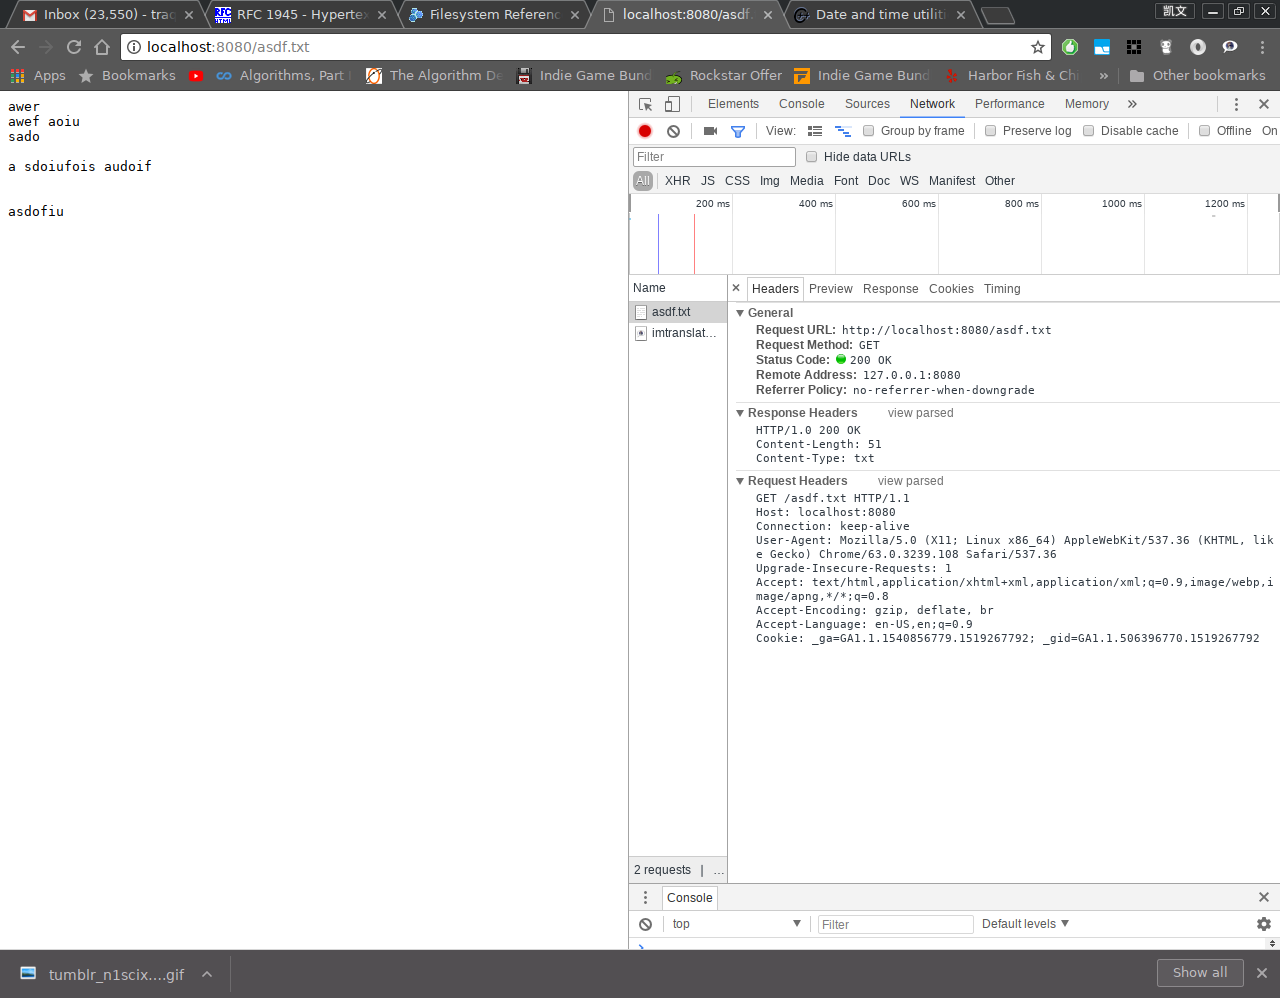 Inbox (23,550) - traq
RFC 1945 - Hypertex
Filesystem Referenc
localhost:8080/asdf.
Date and time utiliti
凯文
localhost:8080/asdf.txt
Apps
Bookmarks
Algorithms, Part
The Algorithm De
Indie Game Bund
Rockstar Offer
Indie Game Bund
Harbor Fish & Ch
»
Other bookmarks
awer
awef aoiu
sado
a sdoiufois audoif
asdofiu
Elements Console Sources Network Performance Memory »
View: Group by frame Preserve log Disable cache Offline On
Filter Hide data URLs
All XHR JS CSS Img Media Font Doc WS Manifest Other
200 ms 400 ms 600 ms 800 ms 1000 ms 1200 ms
Name
asdf.txt
imtranslat…
2 requests | …
× Headers Preview Response Cookies Timing
General
Request URL: http://localhost:8080/asdf.txt
Request Method: GET
Status Code: 200 OK
Remote Address: 127.0.0.1:8080
Referrer Policy: no-referrer-when-downgrade
Response Headers view parsed
HTTP/1.0 200 OK
Content-Length: 51
Content-Type: txt
Request Headers view parsed
GET /asdf.txt HTTP/1.1
Host: localhost:8080
Connection: keep-alive
User-Agent: Mozilla/5.0 (X11; Linux x86_64) AppleWebKit/537.36 (KHTML, lik
e Gecko) Chrome/63.0.3239.108 Safari/537.36
Upgrade-Insecure-Requests: 1
Accept: text/html,application/xhtml+xml,application/xml;q=0.9,image/webp,i
mage/apng,*/*;q=0.8
Accept-Encoding: gzip, deflate, br
Accept-Language: en-US,en;q=0.9
Cookie: _ga=GA1.1.1540856779.1519267792; _gid=GA1.1.506396770.1519267792
Console
top Filter Default levels
tumblr_n1scix....gif
Show all